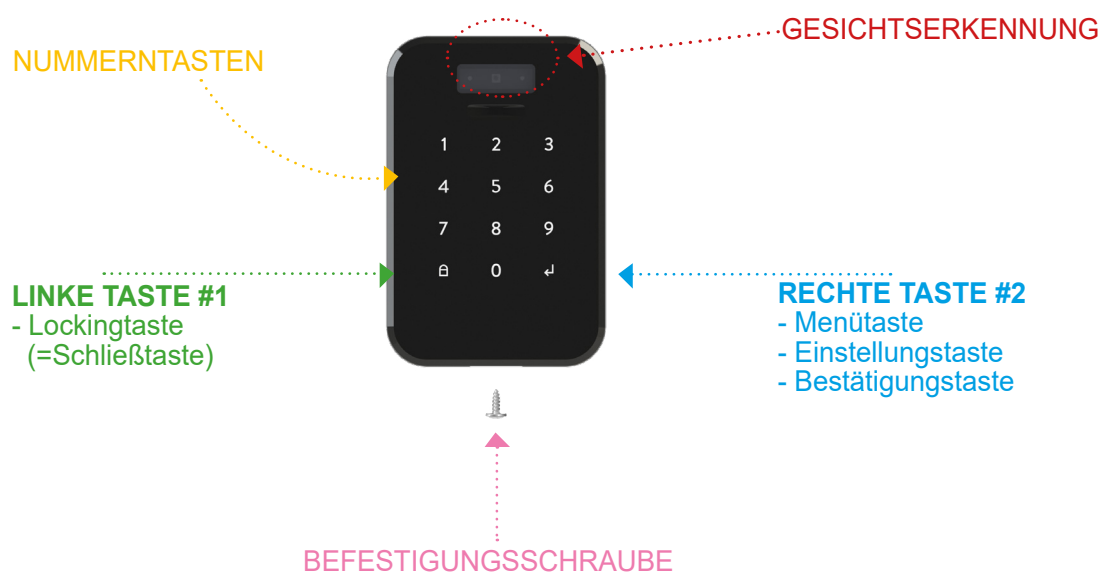 GESICHTSERKENNUNG
NUMMERNTASTEN
1 2 3
4 5 6
7 8 9
0
LINKE TASTE #1
- Lockingtaste
(=Schließtaste)
RECHTE TASTE #2
- Menütaste
- Einstellungstaste
- Bestätigungstaste
BEFESTIGUNGSSCHRAUBE